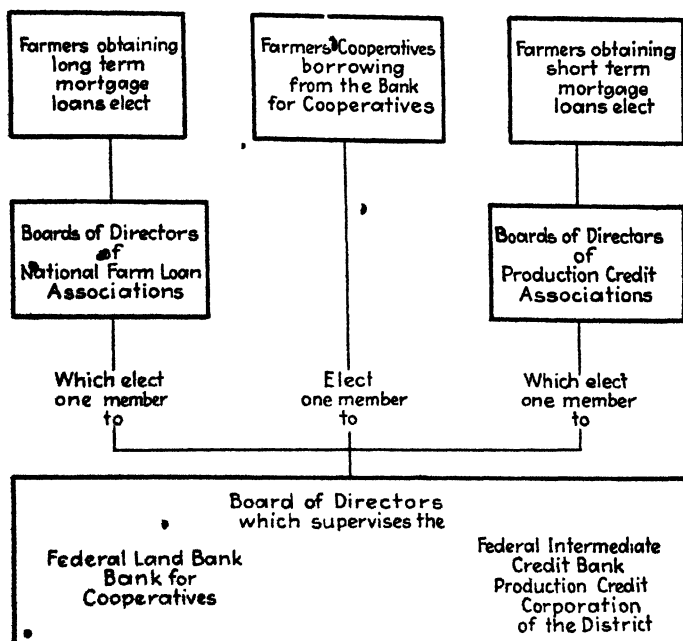 Farmers obtaining
long term
mortgage
loans elect
Farmers' Cooperatives
borrowing
from the Bank
for Cooperatives
Farmers obtaining
short term
mortgage
loans elect
Boards of Directors
of
National Farm Loan
Associations
Boards of Directors
of
Production Credit
Associations
Which elect
one member
to
Elect
one member
to
Which elect
one member
to
Board of Directors
which supervises the
Federal Land Bank
Bank for
Cooperatives
Federal Intermediate
Credit Bank
Production Credit
Corporation
of the District